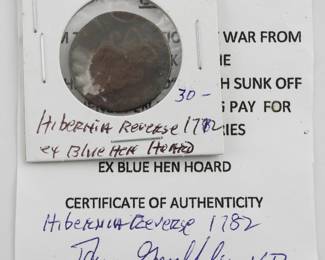 WAR FROM
SUNK OFF
30-
PAY FOR
Hibernia Reverse 1782
ex Blue Hen Hoard
EX BLUE HEN HOARD
CERTIFICATE OF AUTHENTICITY
Hibernia Reverse 1782